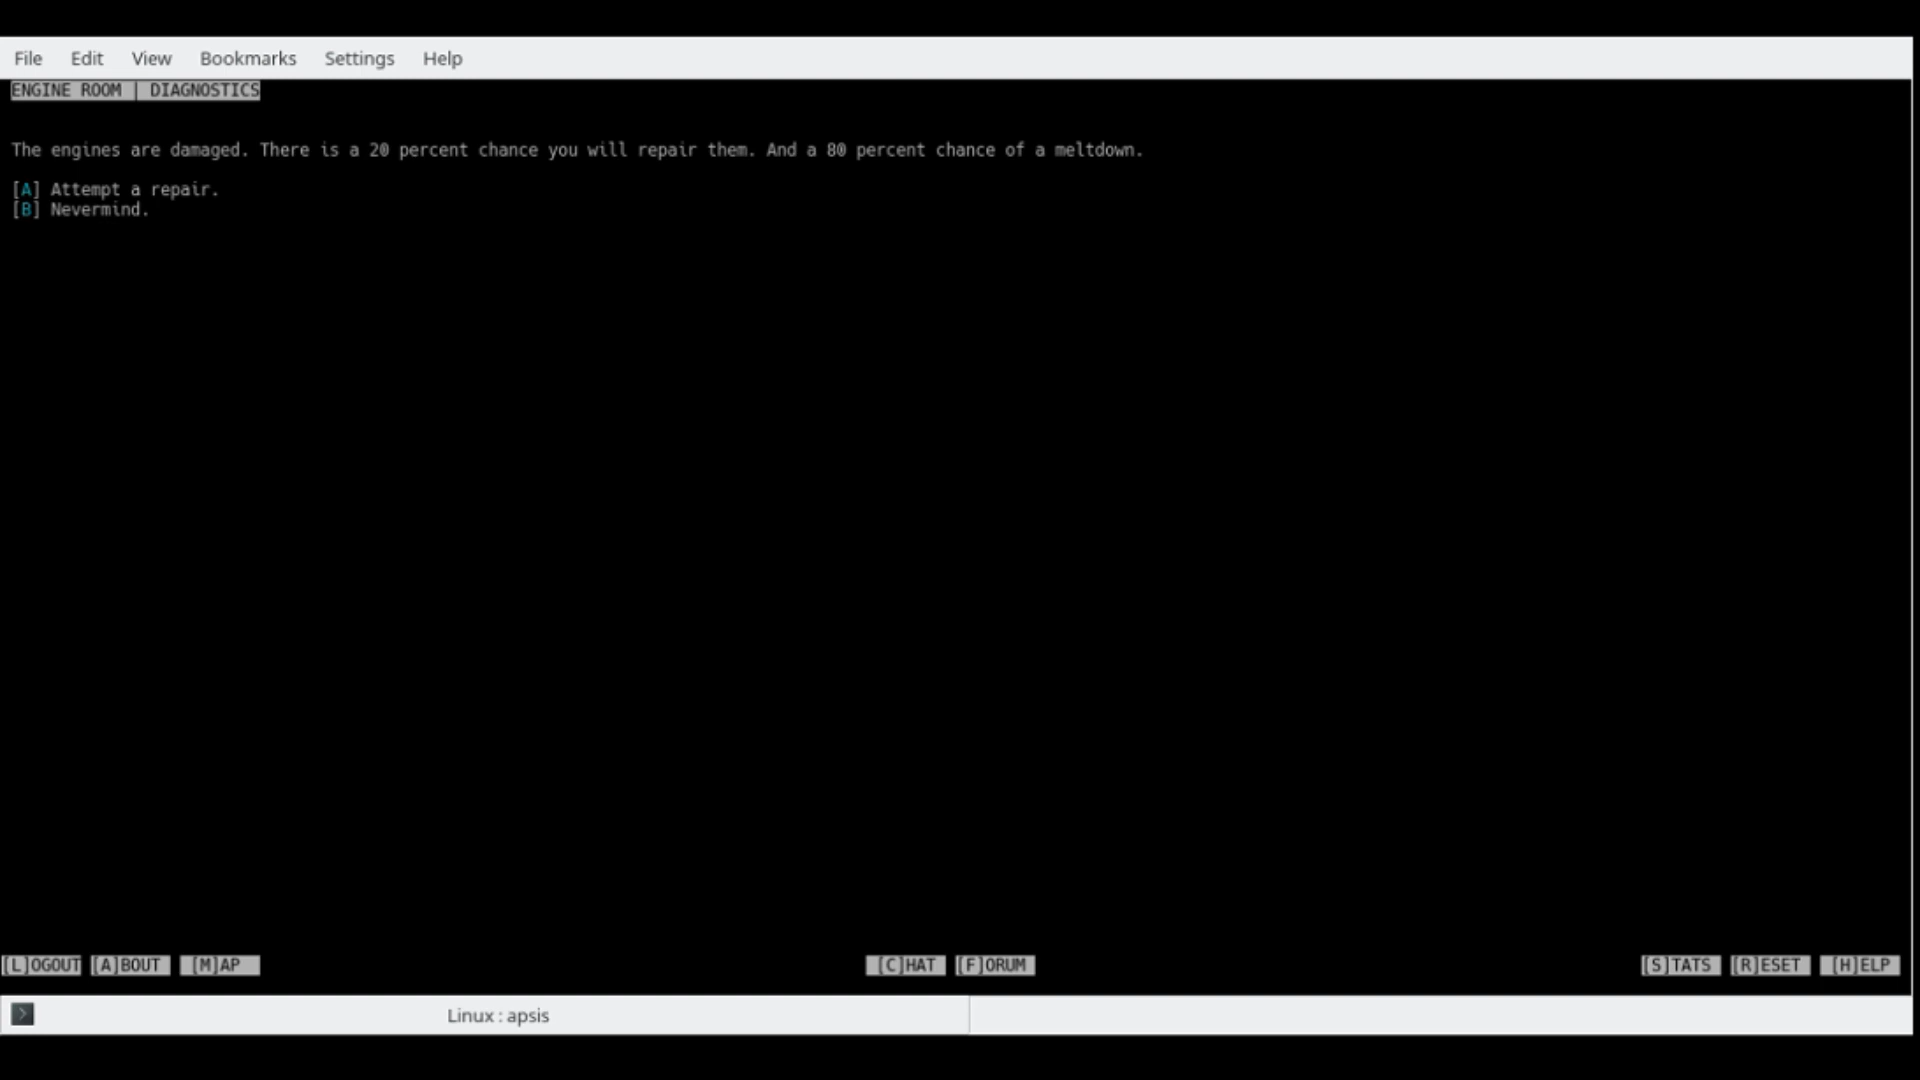 File Edit View Bookmarks Settings Help
ENGINE ROOM | DIAGNOSTICS
The engines are damaged. There is a 20 percent chance you will repair them. And a 80 percent chance of a meltdown.
[A] Attempt a repair.
[B] Nevermind.
[L]OGOUT [A]BOUT [M]AP [C]HAT [F]ORUM [S]TATS [R]ESET [H]ELP
Linux : apsis